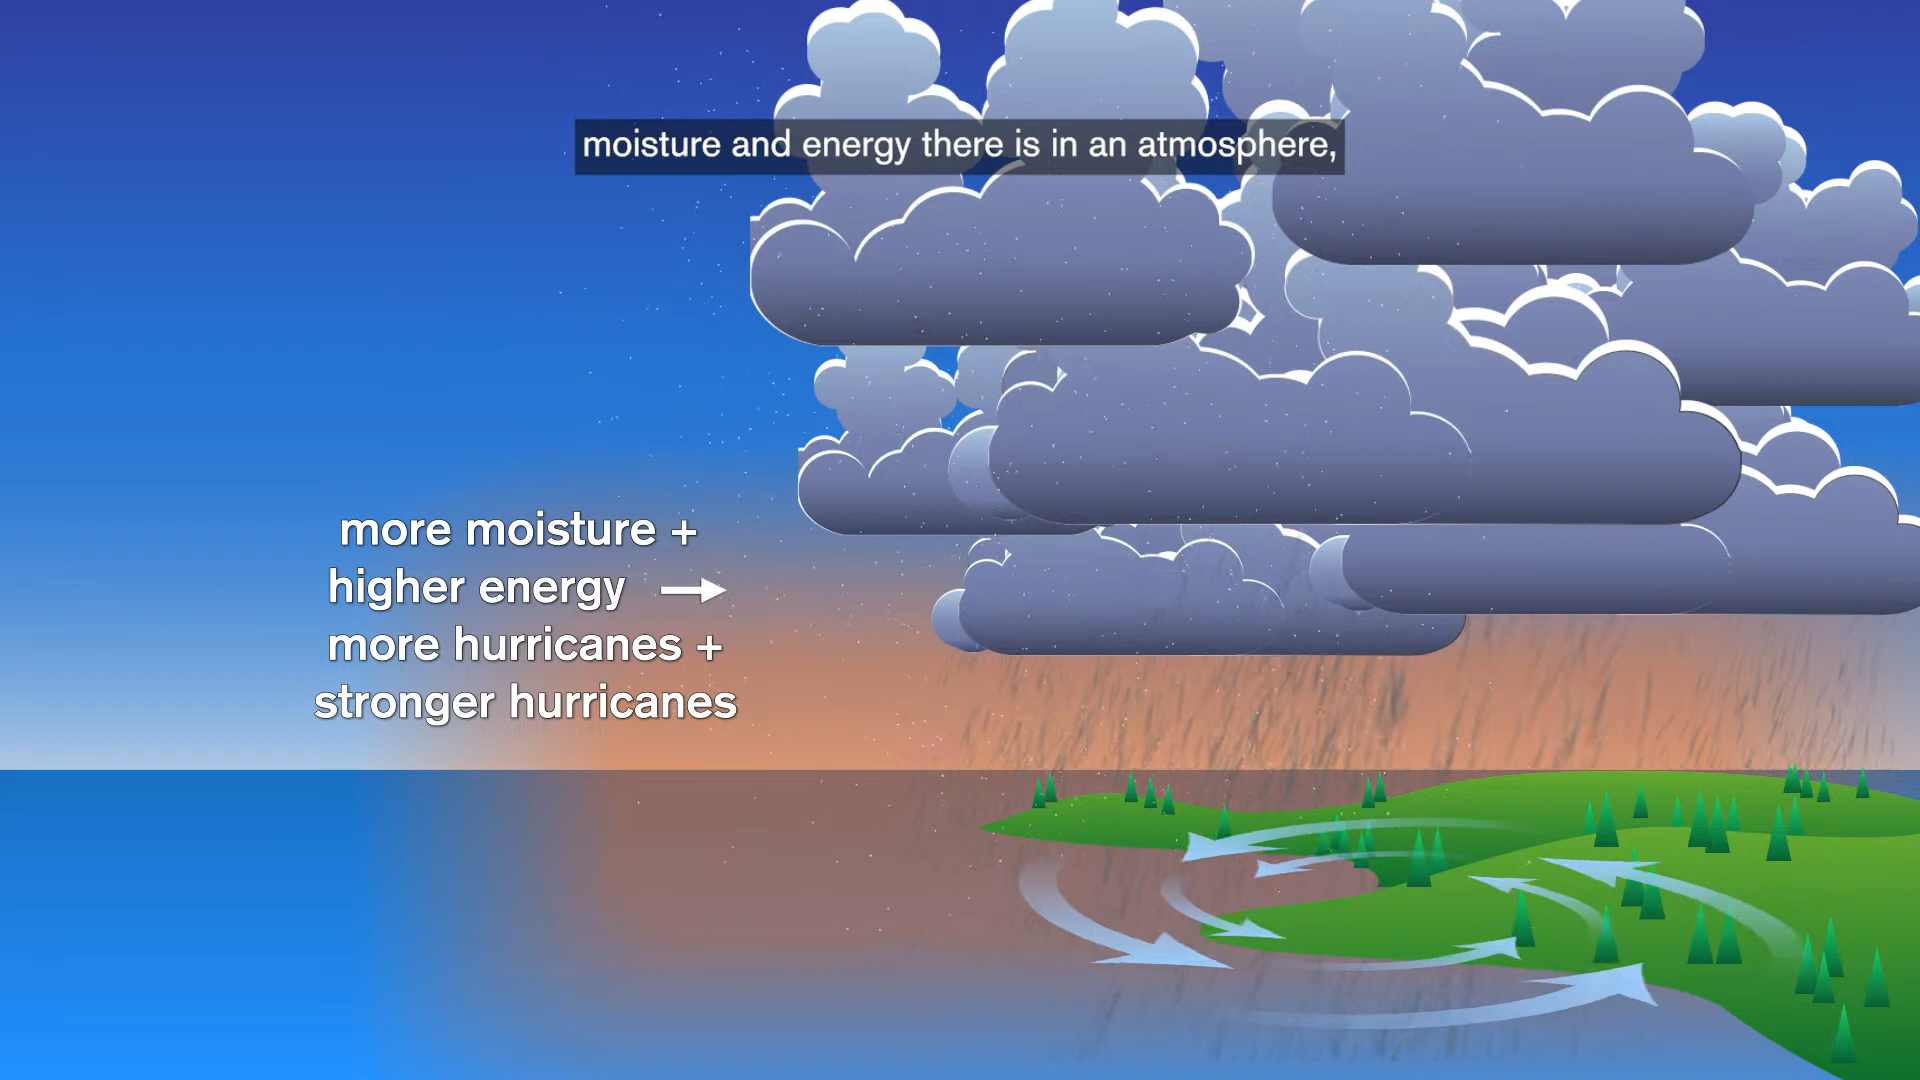 moisture and energy there is in an atmosphere,
more moisture +
higher energy →
more hurricanes +
stronger hurricanes